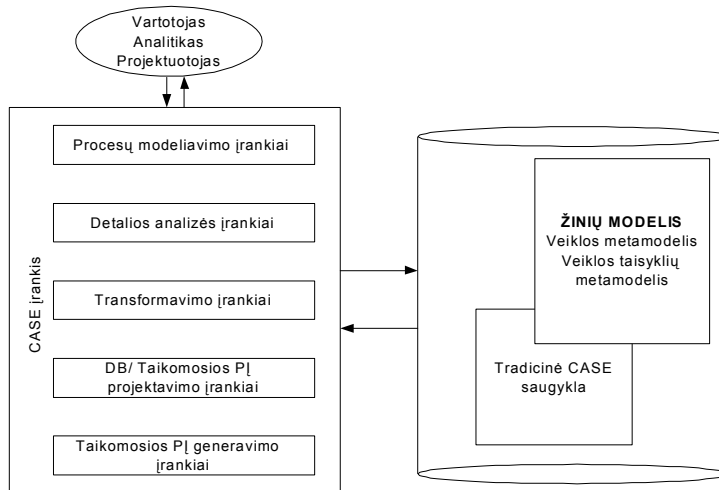 Vartotojas
Analitikas
Projektuotojas
CASE įrankis
Procesų modeliavimo įrankiai
Detalios analizės įrankiai
Transformavimo įrankiai
DB/ Taikomosios PĮ
projektavimo įrankiai
Taikomosios PĮ generavimo
įrankiai
ŽINIŲ MODELIS
Veiklos metamodelis
Veiklos taisyklių
metamodelis
Tradicinė CASE
saugykla